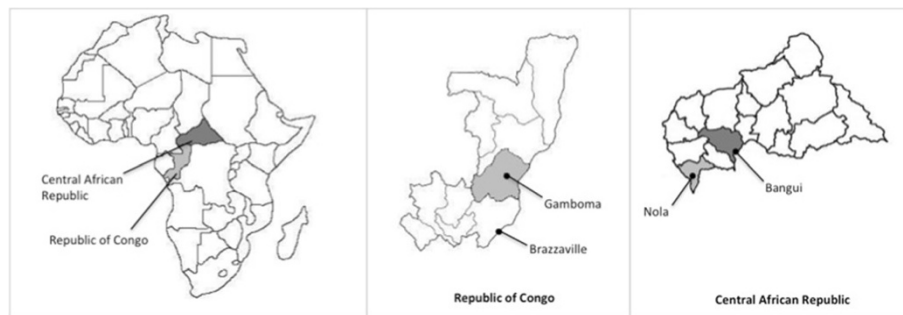 Central African
Republic
Republic of Congo
Gamboma
Brazzaville
Republic of Congo
Nola
Bangui
Central African Republic